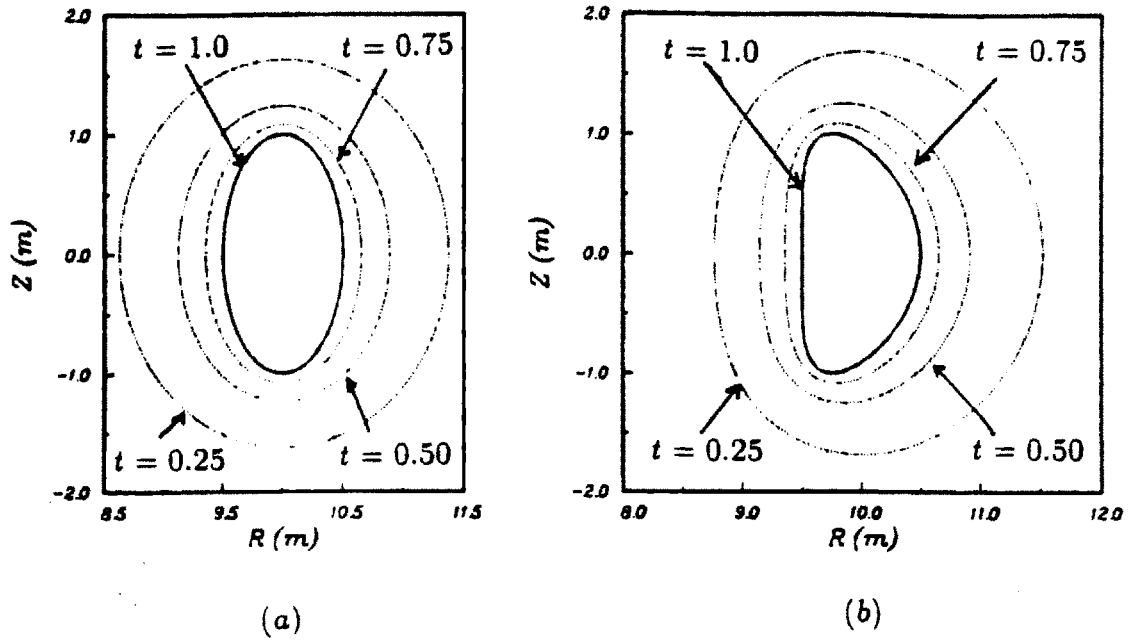 2.0
t = 1.0
t = 0.75
1.0
Z (m)
0.0
-1.0
t = 0.25
t = 0.50
-2.0
8.5
9.5
10.5
11.5
R (m)
(a)
2.0
t = 1.0
t = 0.75
1.0
Z (m)
0.0
-1.0
t = 0.25
t = 0.50
-2.0
8.0
9.0
10.0
11.0
12.0
R (m)
(b)